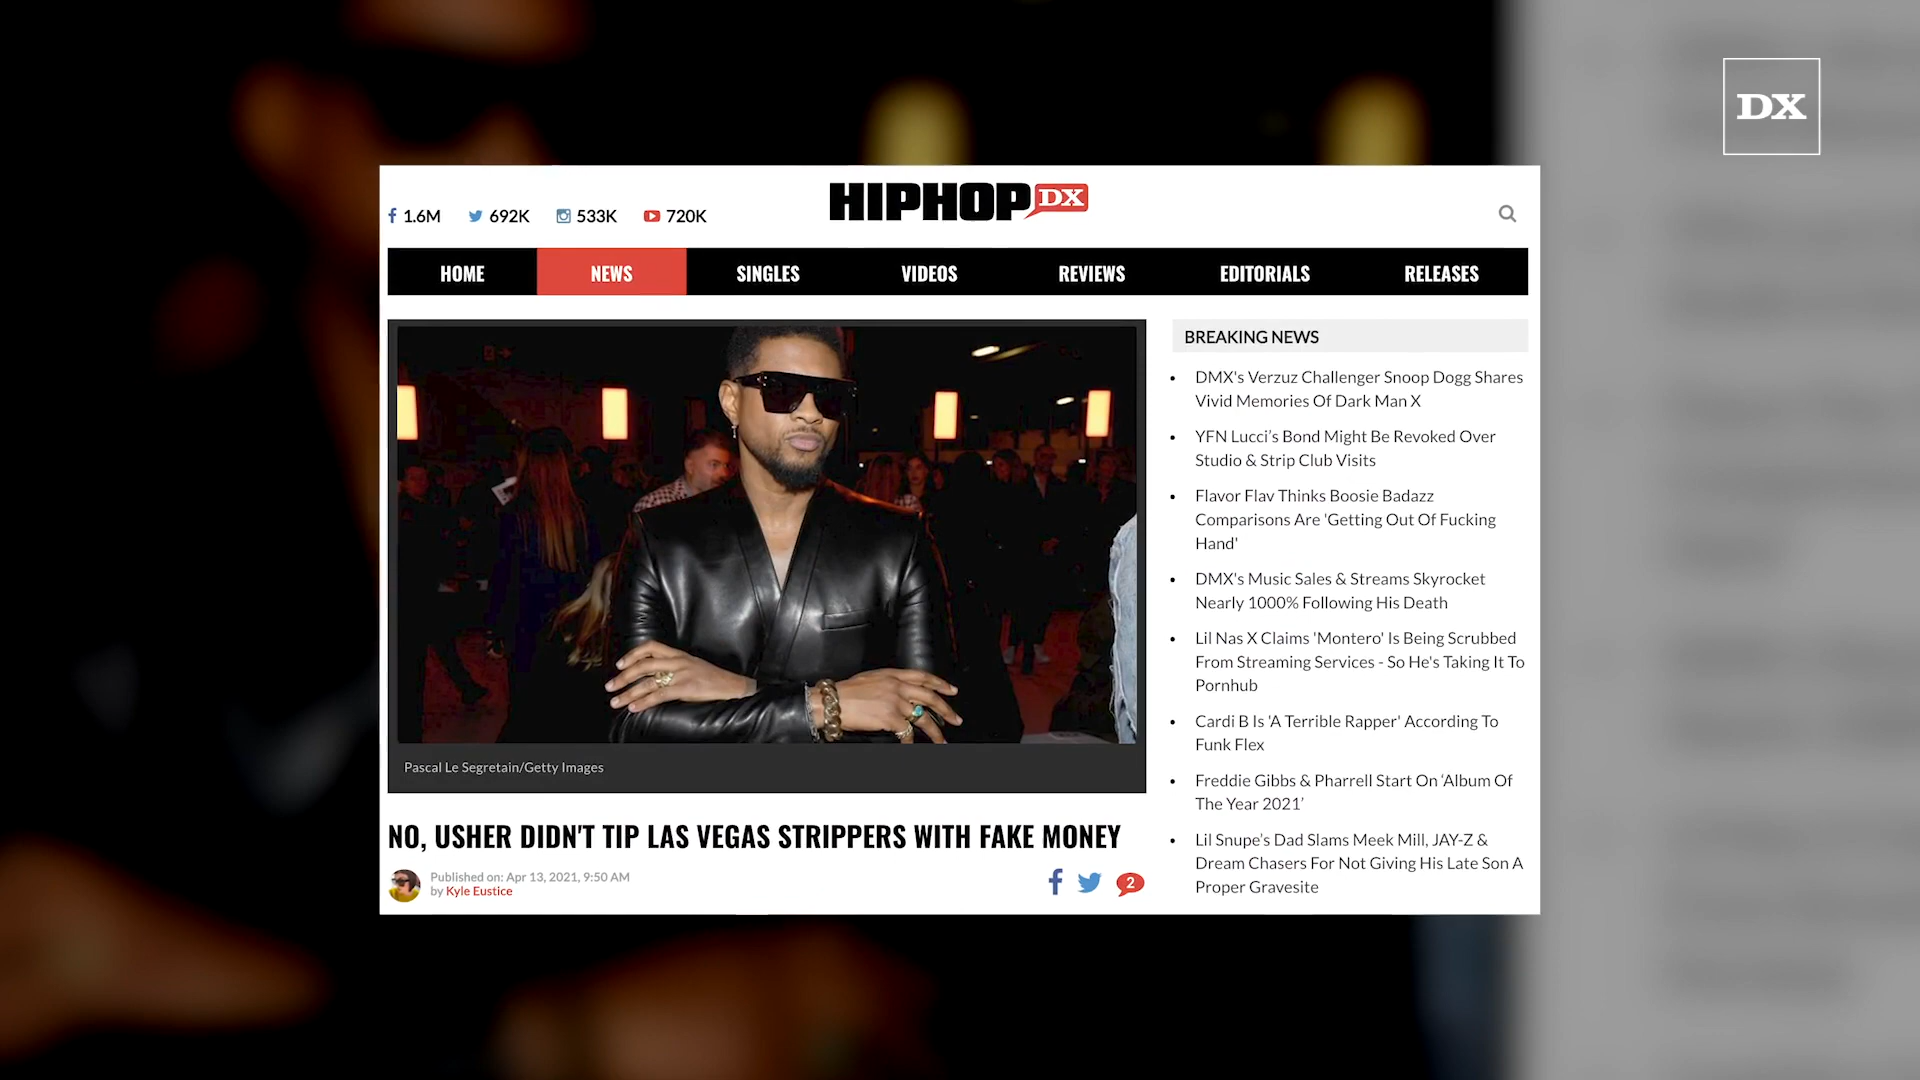 DX
1.6M 692K 533K 720K
HIPHOPDX
HOME NEWS SINGLES VIDEOS REVIEWS EDITORIALS RELEASES
Pascal Le Segretain/Getty Images
NO, USHER DIDN'T TIP LAS VEGAS STRIPPERS WITH FAKE MONEY
Published on: Apr 13, 2021, 9:50 AM
by Kyle Eustice
2
BREAKING NEWS
DMX's Verzuz Challenger Snoop Dogg Shares
Vivid Memories Of Dark Man X
YFN Lucci’s Bond Might Be Revoked Over
Studio & Strip Club Visits
Flavor Flav Thinks Boosie Badazz
Comparisons Are 'Getting Out Of Fucking
Hand'
DMX's Music Sales & Streams Skyrocket
Nearly 1000% Following His Death
Lil Nas X Claims 'Montero' Is Being Scrubbed
From Streaming Services - So He's Taking It To
Pornhub
Cardi B Is 'A Terrible Rapper' According To
Funk Flex
Freddie Gibbs & Pharrell Start On ‘Album Of
The Year 2021’
Lil Snupe’s Dad Slams Meek Mill, JAY-Z &
Dream Chasers For Not Giving His Late Son A
Proper Gravesite